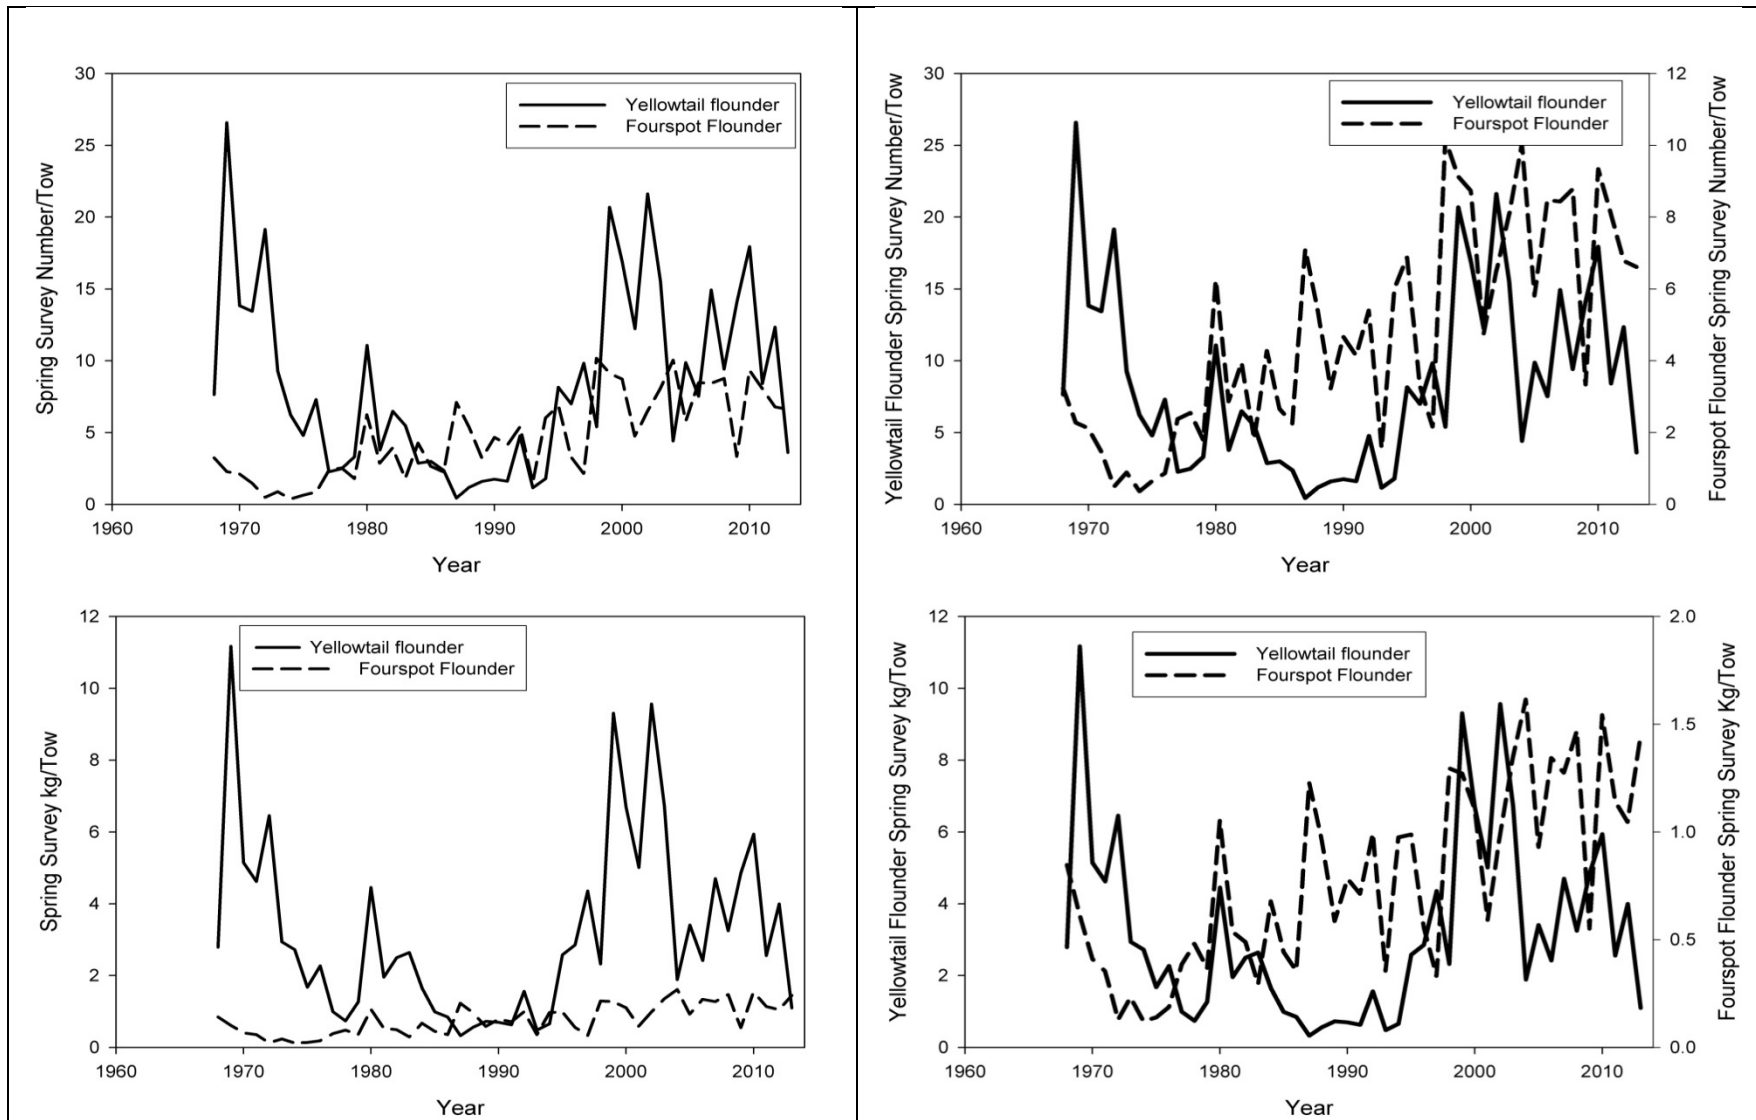 30
25
20
15
10
5
0
Spring Survey Number/Tow
Yellowtail flounder
Fourspot Flounder
1960 1970 1980 1990 2000 2010
Year
30
25
20
15
10
5
0
Yellowtail Flounder Spring Survey Number/Tow
Yellowtail flounder
Fourspot Flounder
12
10
8
6
4
2
0
Fourspot Flounder Spring Survey Number/Tow
1960 1970 1980 1990 2000 2010
Year
12
10
8
6
4
2
0
Spring Survey kg/Tow
Yellowtail flounder
Fourspot Flounder
1960 1970 1980 1990 2000 2010
Year
12
10
8
6
4
2
0
Yellowtail Flounder Spring Survey kg/Tow
Yellowtail flounder
Fourspot Flounder
2.0
1.5
1.0
0.5
0.0
Fourspot Flounder Spring Survey Kg/Tow
1960 1970 1980 1990 2000 2010
Year